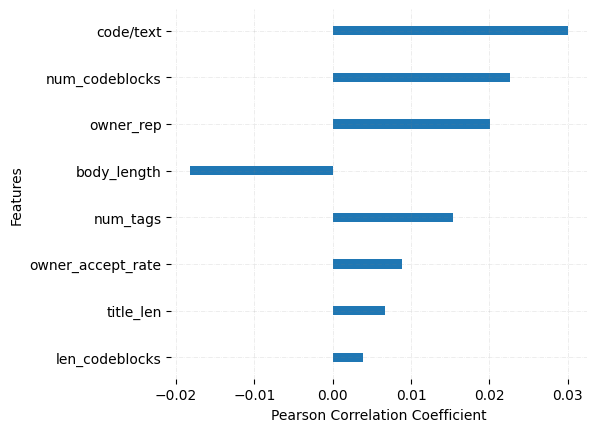 code/text
num_codeblocks
owner_rep
body_length
num_tags
owner_accept_rate
title_len
len_codeblocks
Features
−0.02 −0.01 0.00 0.01 0.02 0.03
Pearson Correlation Coefficient